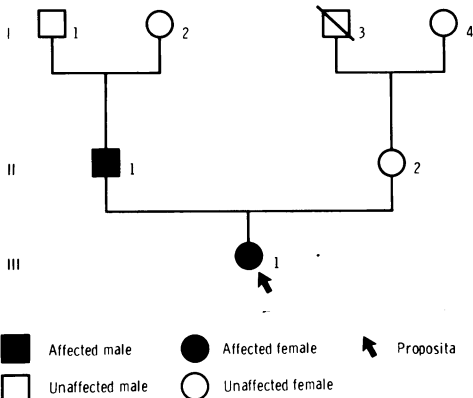 I 1 2 3 4
II 1 2
III 1
Affected male Affected female Proposita
Unaffected male Unaffected female